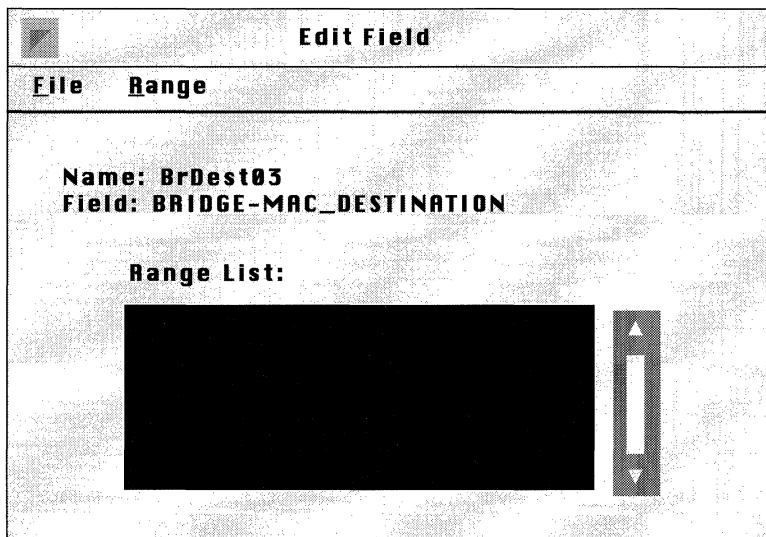 Edit Field
File Range
Name: BrDest03
Field: BRIDGE-MAC_DESTINATION
Range List: